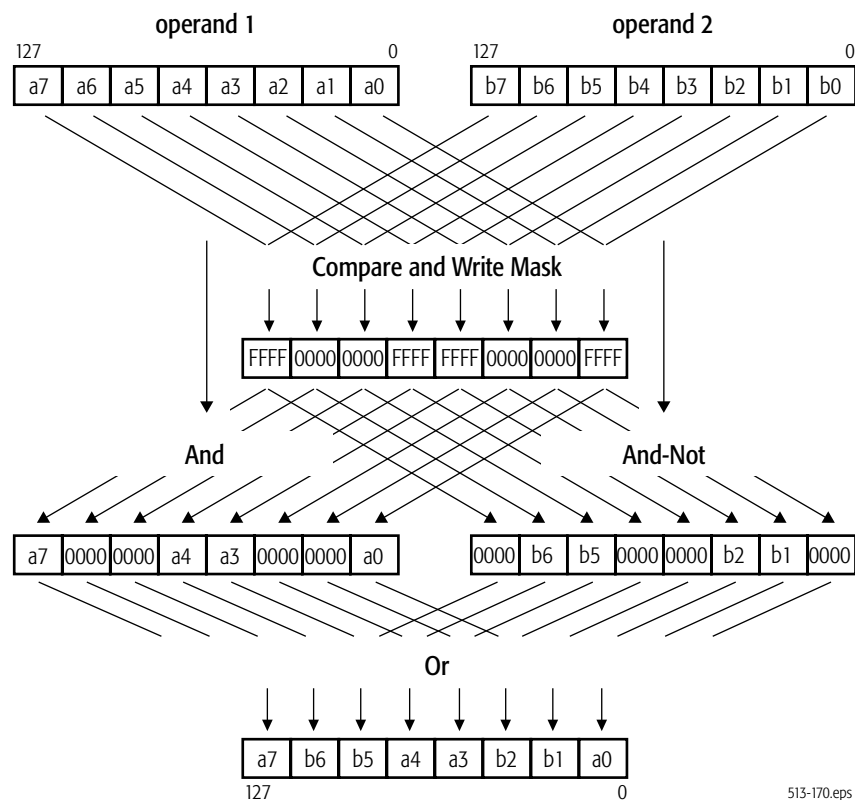 operand 1 operand 2
127 0 127 0
a7 a6 a5 a4 a3 a2 a1 a0 b7 b6 b5 b4 b3 b2 b1 b0
Compare and Write Mask
FFFF 0000 0000 FFFF FFFF 0000 0000 FFFF
And And-Not
a7 0000 0000 a4 a3 0000 0000 a0 0000 b6 b5 0000 0000 b2 b1 0000
Or
a7 b6 b5 a4 a3 b2 b1 a0
127 0
513-170.eps